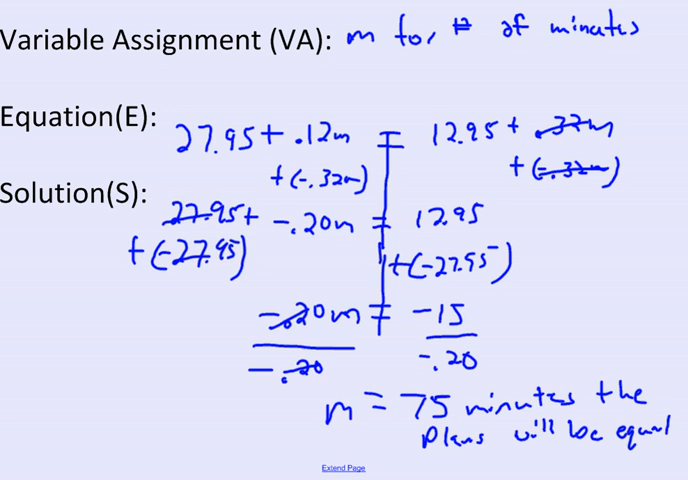 Variable Assignment (VA): m for # of minutes
Equation(E): 27.95 + .12m = 12.95 + .32m
+(-.32m) +(-.32m)
Solution(S): 27.95 + -.20m = 12.95
+(-27.95) +(-27.95)
-.20m = -15
-.20 -.20
m = 75 minutes the
plans will be equal
Extend Page